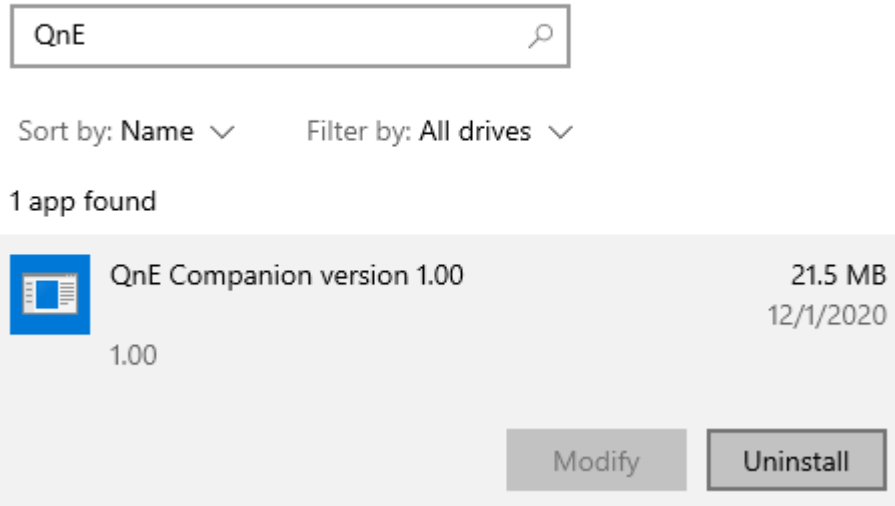 QnE
Sort by: Name Filter by: All drives
1 app found
QnE Companion version 1.00 21.5 MB
12/1/2020
1.00
Modify Uninstall